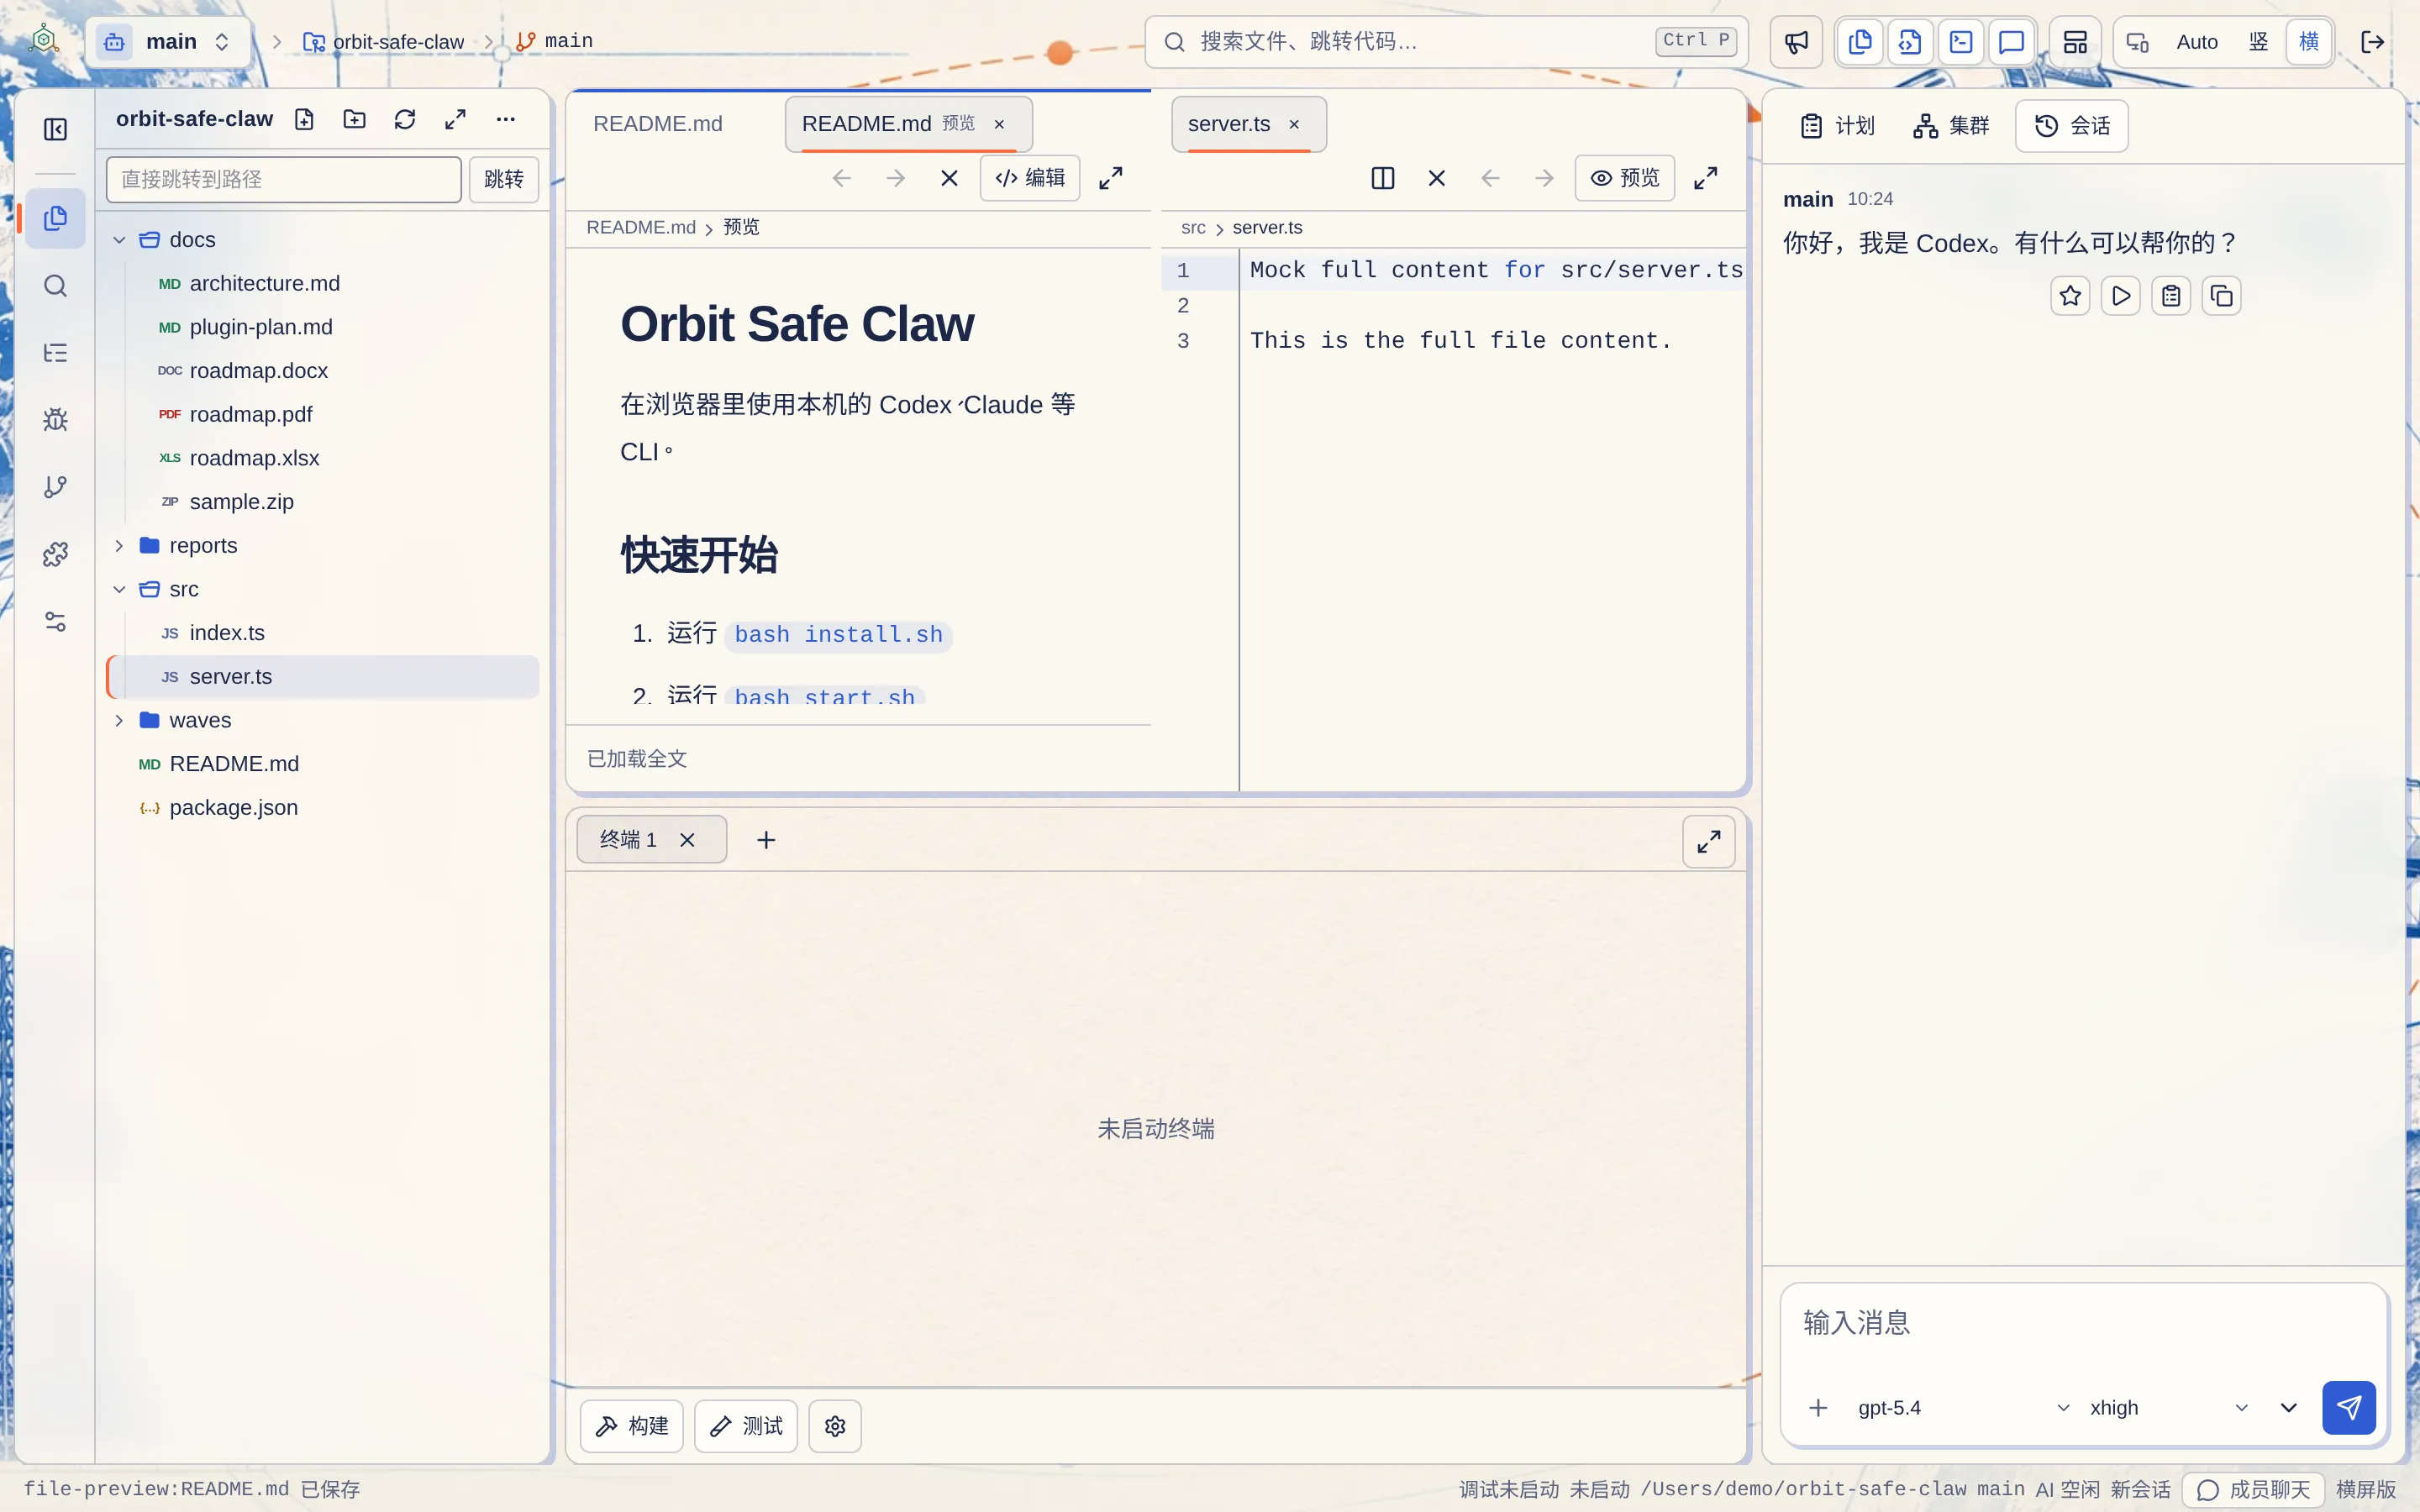 main orbit-safe-claw main 搜索文件、跳转代码... Ctrl P Auto 竖 横
orbit-safe-claw
直接跳转到路径 跳转
docs
MD architecture.md
MD plugin-plan.md
DOC roadmap.docx
PDF roadmap.pdf
XLS roadmap.xlsx
ZIP sample.zip
reports
src
JS index.ts
JS server.ts
waves
MD README.md
{...} package.json
README.md README.md 预览 ×
编辑
README.md > 预览
Orbit Safe Claw
在浏览器里使用本机的 Codex、Claude 等
CLI。
快速开始
1. 运行 bash install.sh
2. 运行 bash start.sh
已加载全文
server.ts ×
预览
src > server.ts
1 Mock full content for src/server.ts
2
3 This is the full file content.
终端 1
未启动终端
构建 测试
计划 集群 会话
main 10:24
你好，我是 Codex。有什么可以帮你的？
输入消息
gpt-5.4 xhigh
file-preview:README.md 已保存 调试未启动 未启动 /Users/demo/orbit-safe-claw main AI 空闲 新会话 成员聊天 横屏版